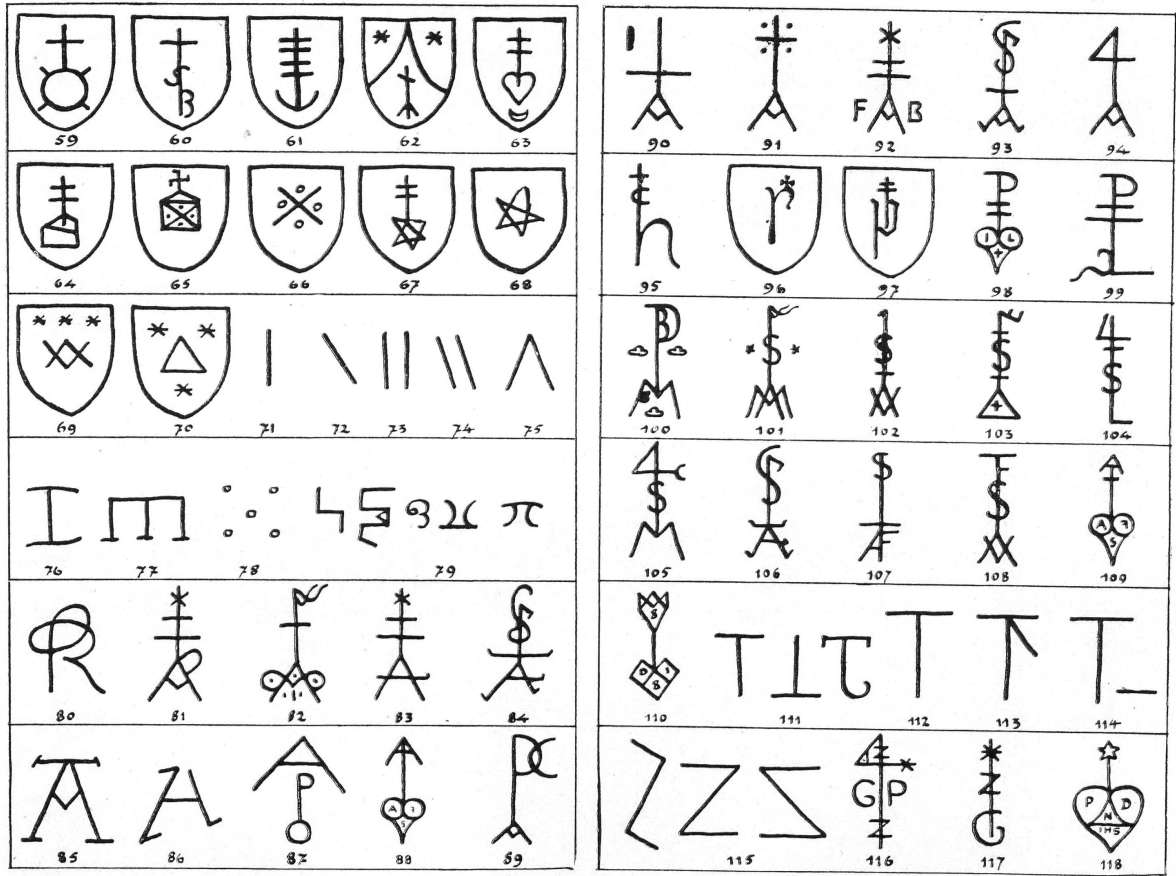 S B
59 60 61 62 63
64 65 66 67 68
69 70 71 72 73 74 75
76 77 78 79
R
80 81 82 83 84
A P
85 86 87 88 89
F B
90 91 92 93 94
I L
95 96 97 98 99
100 101 102 103 104
105 106 107 108 109
110 111 112 113 114
G P Z G P D N IHS
115 116 117 118